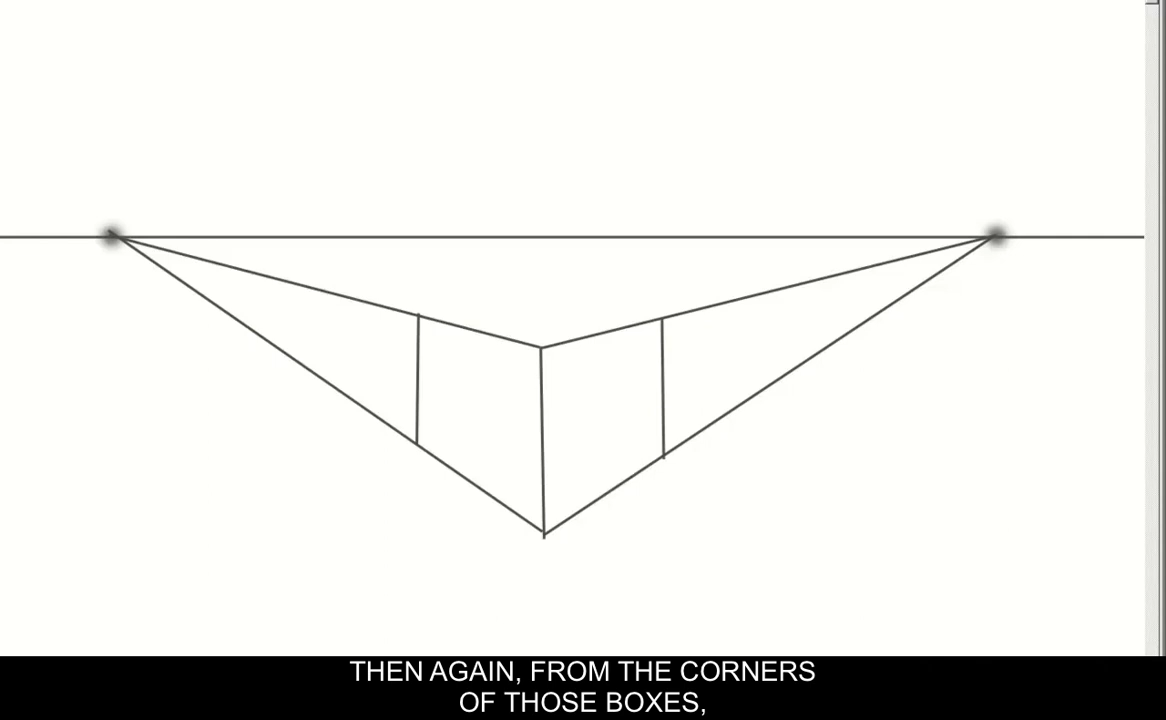 THEN AGAIN, FROM THE CORNERS
OF THOSE BOXES,